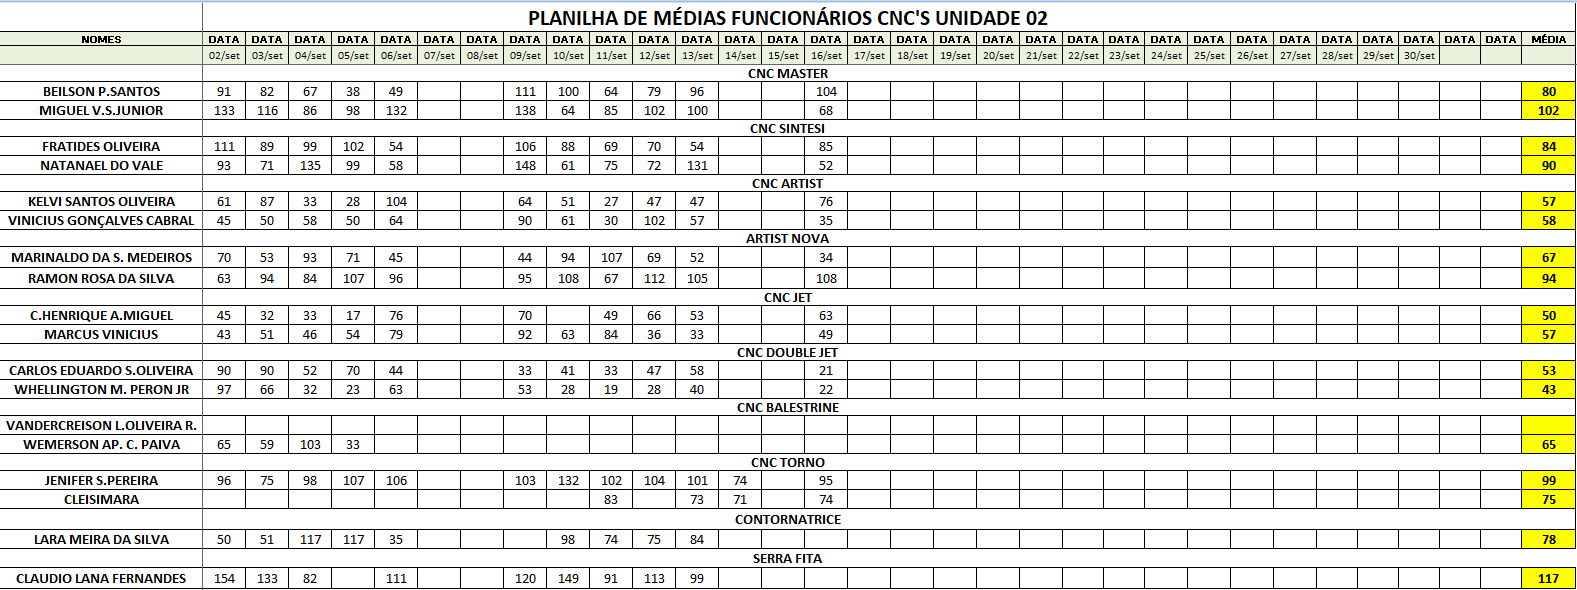 PLANILHA DE MÉDIAS FUNCIONÁRIOS CNC'S UNIDADE 02
NOMES DATA DATA DATA DATA DATA DATA DATA DATA DATA DATA DATA DATA DATA DATA DATA DATA DATA DATA DATA DATA DATA DATA DATA DATA DATA DATA DATA DATA DATA DATA DATA MÉDIA
02/set 03/set 04/set 05/set 06/set 07/set 08/set 09/set 10/set 11/set 12/set 13/set 14/set 15/set 16/set 17/set 18/set 19/set 20/set 21/set 22/set 23/set 24/set 25/set 26/set 27/set 28/set 29/set 30/set
CNC MASTER
BEILSON P.SANTOS 91 82 67 38 49 111 100 64 79 96 104 80
MIGUEL V.S.JUNIOR 133 116 86 98 132 138 64 85 102 100 68 102
CNC SINTESI
FRATIDES OLIVEIRA 111 89 99 102 54 106 88 69 70 54 85 84
NATANAEL DO VALE 93 71 135 99 58 148 61 75 72 131 52 90
CNC ARTIST
KELVI SANTOS OLIVEIRA 61 87 33 28 104 64 51 27 47 47 76 57
VINICIUS GONÇALVES CABRAL 45 50 58 50 64 90 61 30 102 57 35 58
ARTIST NOVA
MARINALDO DA S. MEDEIROS 70 53 93 71 45 44 94 107 69 52 34 67
RAMON ROSA DA SILVA 63 94 84 107 96 95 108 67 112 105 108 94
CNC JET
C.HENRIQUE A.MIGUEL 45 32 33 17 76 70 49 66 53 63 50
MARCUS VINICIUS 43 51 46 54 79 92 63 84 36 33 49 57
CNC DOUBLE JET
CARLOS EDUARDO S.OLIVEIRA 90 90 52 70 44 33 41 33 47 58 21 53
WHELLINGTON M. PERON JR 97 66 32 23 63 53 28 19 28 40 22 43
CNC BALESTRINE
VANDERCREISON L.OLIVEIRA R.
WEMERSON AP. C. PAIVA 65 59 103 33 65
CNC TORNO
JENIFER S.PEREIRA 96 75 98 107 106 103 132 102 104 101 74 95 99
CLEISIMARA 83 73 71 74 75
CONTORNATRICE
LARA MEIRA DA SILVA 50 51 117 117 35 98 74 75 84 78
SERRA FITA
CLAUDIO LANA FERNANDES 154 133 82 111 120 149 91 113 99 117